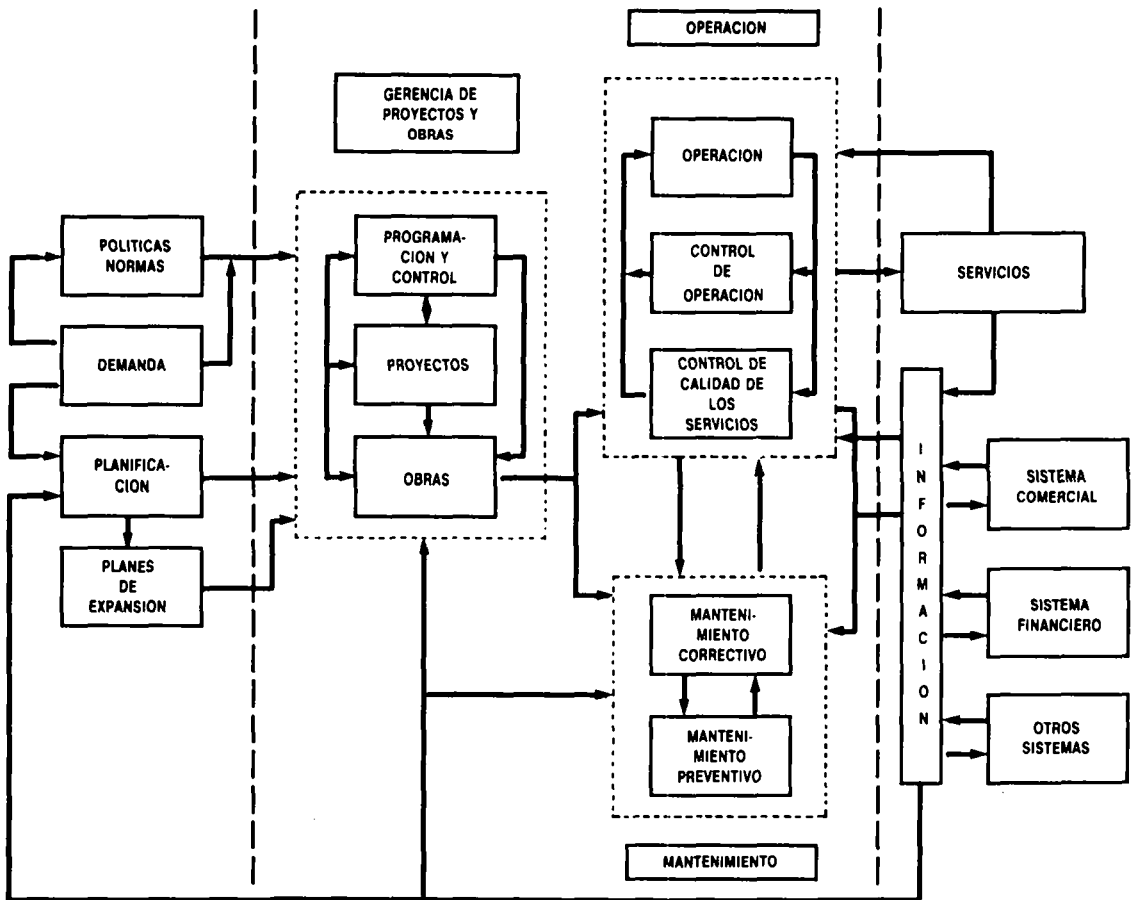 OPERACION
GERENCIA DE
PROYECTOS Y
OBRAS
POLITICAS
NORMAS
DEMANDA
PLANIFICA-
CION
PLANES
DE
EXPANSION
PROGRAMA-
CION Y
CONTROL
PROYECTOS
OBRAS
OPERACION
CONTROL
DE
OPERACION
CONTROL DE
CALIDAD DE
LOS
SERVICIOS
MANTENI-
MIENTO
CORRECTIVO
MANTENI-
MIENTO
PREVENTIVO
MANTENIMIENTO
SERVICIOS
INFORMACION
SISTEMA
COMERCIAL
SISTEMA
FINANCIERO
OTROS
SISTEMAS